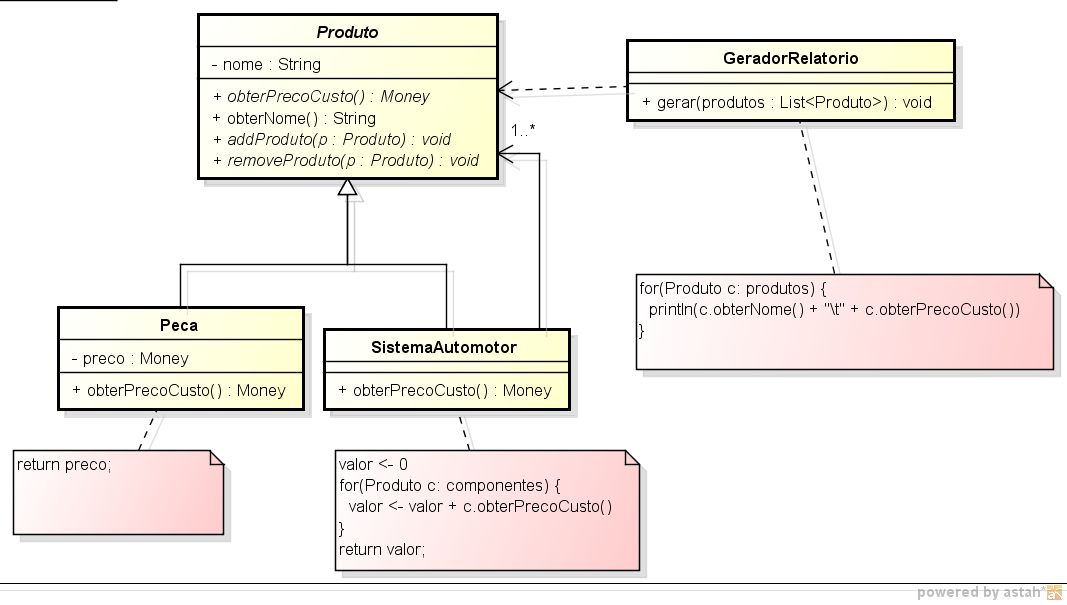 Produto
- nome : String
+ obterPrecoCusto() : Money
+ obterNome() : String
+ addProduto(p : Produto) : void
+ removeProduto(p : Produto) : void
GeradorRelatorio
+ gerar(produtos : List<Produto>) : void
1..*
for(Produto c: produtos) {
println(c.obterNome() + "\t" + c.obterPrecoCusto())
}
Peca
- preco : Money
+ obterPrecoCusto() : Money
SistemaAutomotor
+ obterPrecoCusto() : Money
return preco;
valor <- 0
for(Produto c: componentes) {
valor <- valor + c.obterPrecoCusto()
}
return valor;
powered by astah*